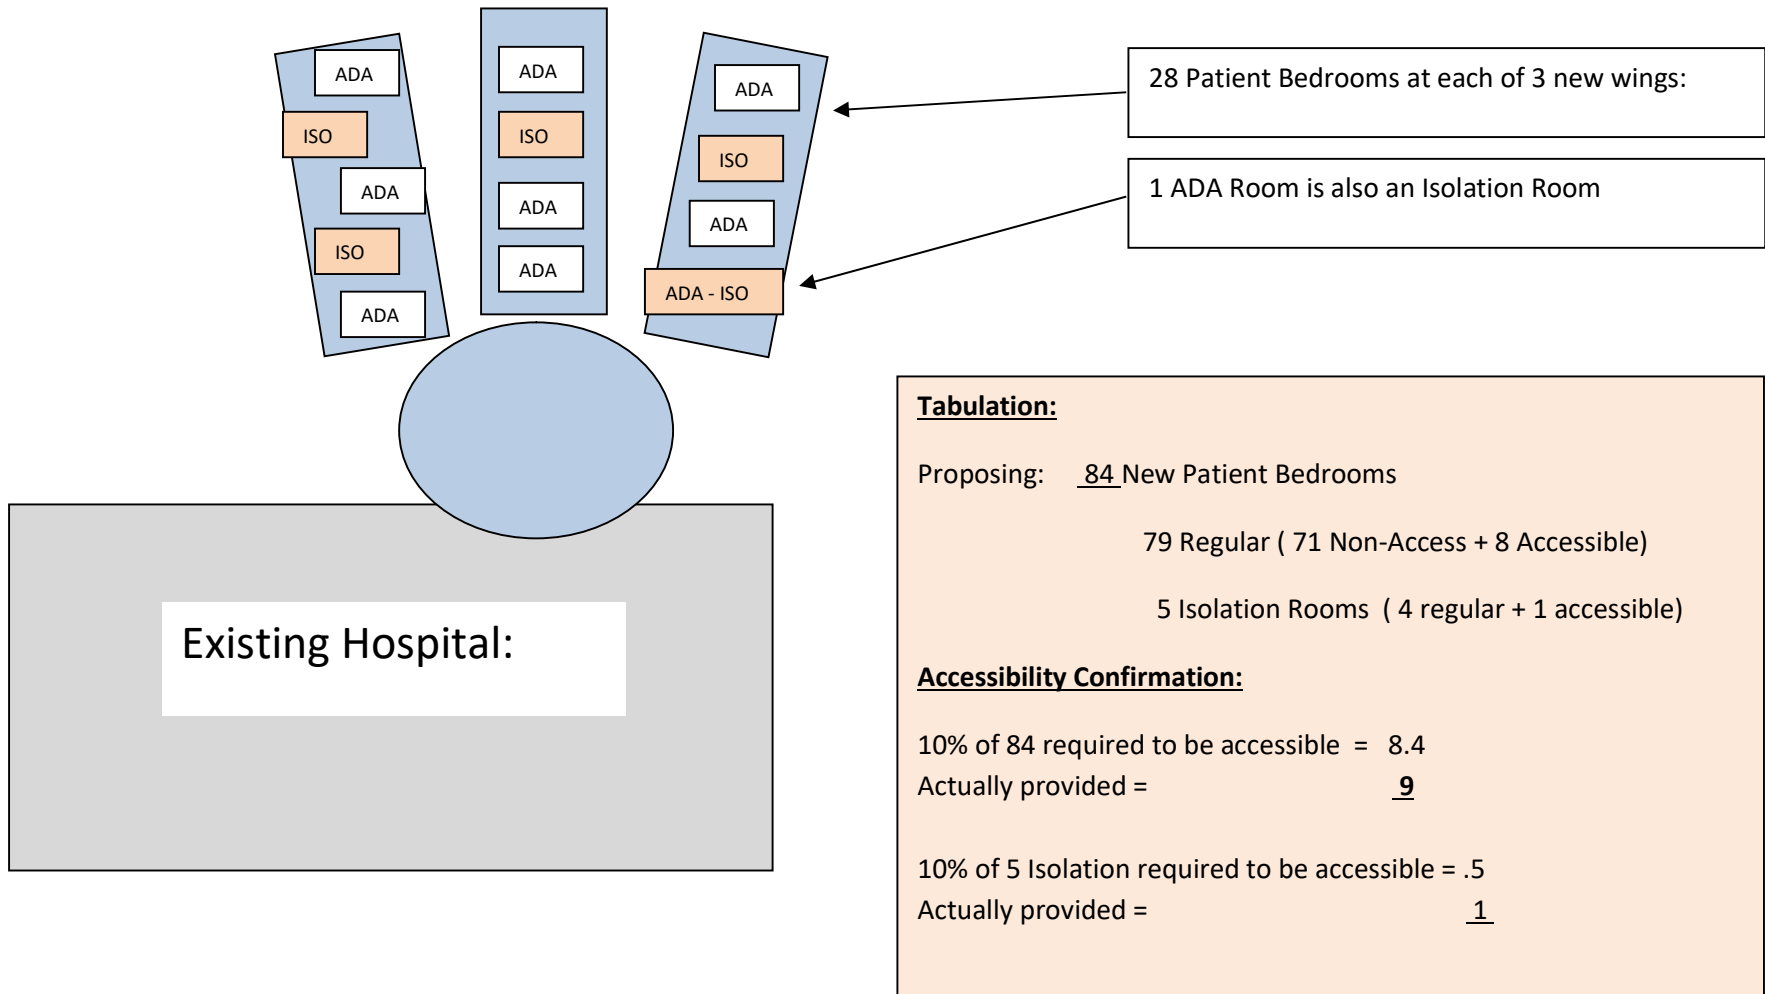 ADA
ISO
ADA
ISO
ADA
ADA
ISO
ADA
ADA
ADA
ISO
ADA
ADA - ISO
28 Patient Bedrooms at each of 3 new wings:
1 ADA Room is also an Isolation Room
Existing Hospital:
Tabulation:
Proposing: 84 New Patient Bedrooms
79 Regular ( 71 Non-Access + 8 Accessible)
5 Isolation Rooms ( 4 regular + 1 accessible)
Accessibility Confirmation:
10% of 84 required to be accessible = 8.4
Actually provided = 9
10% of 5 Isolation required to be accessible = .5
Actually provided = 1